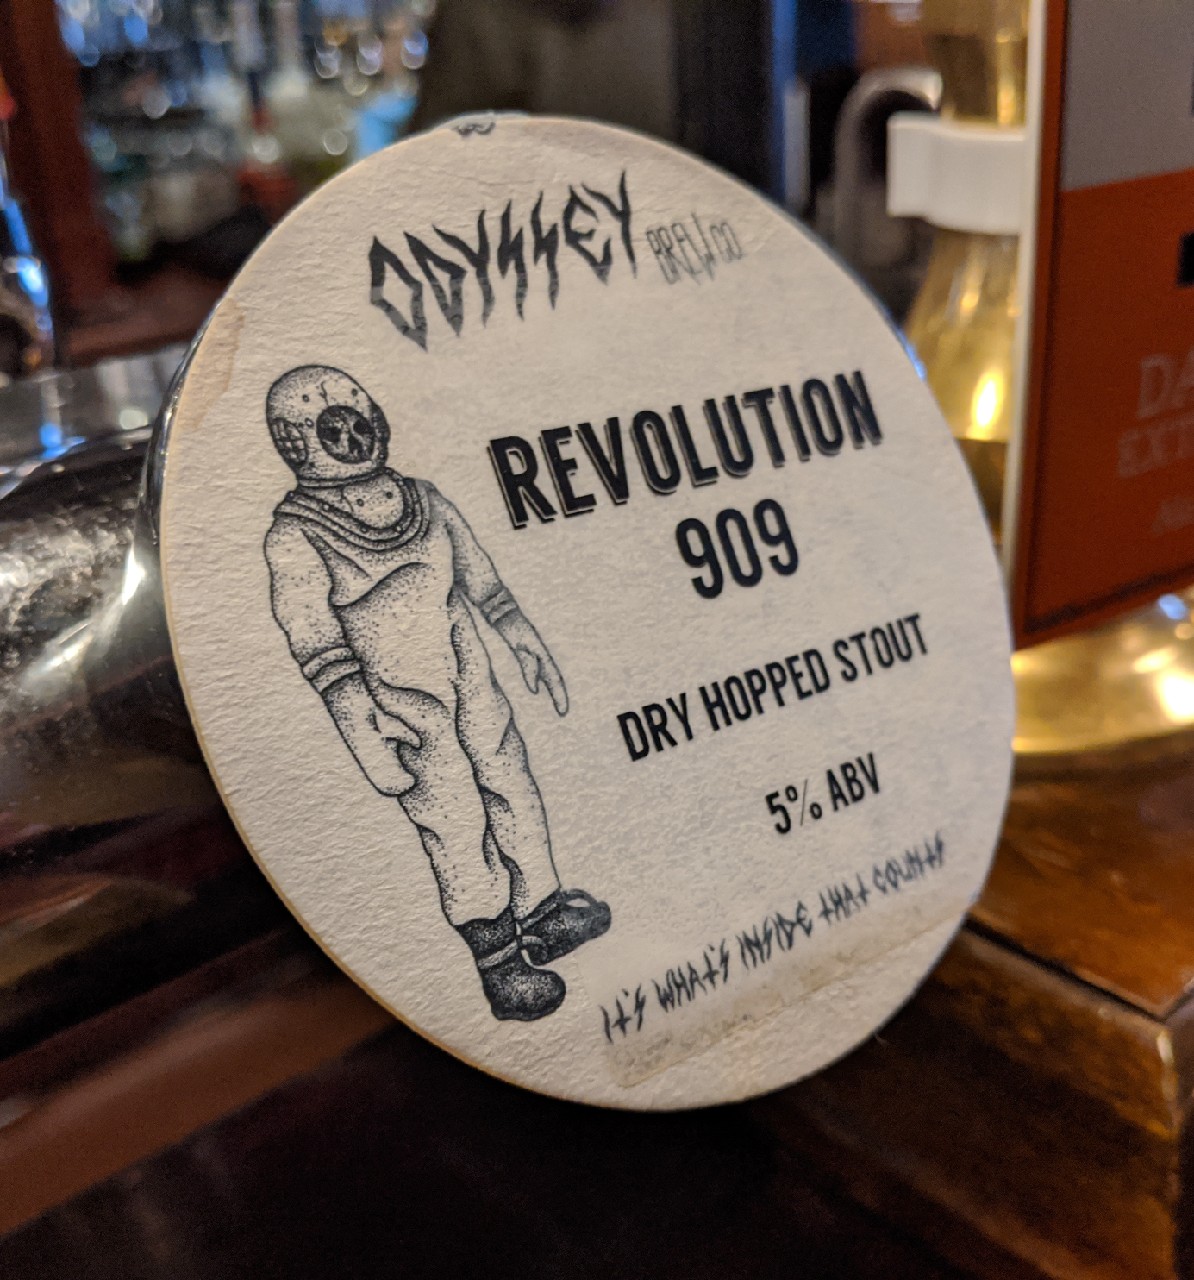 ODYSSEY BREW CO
REVOLUTION
909
DRY HOPPED STOUT
5% ABV
IT'S WHAT'S INSIDE THAT COUNTS